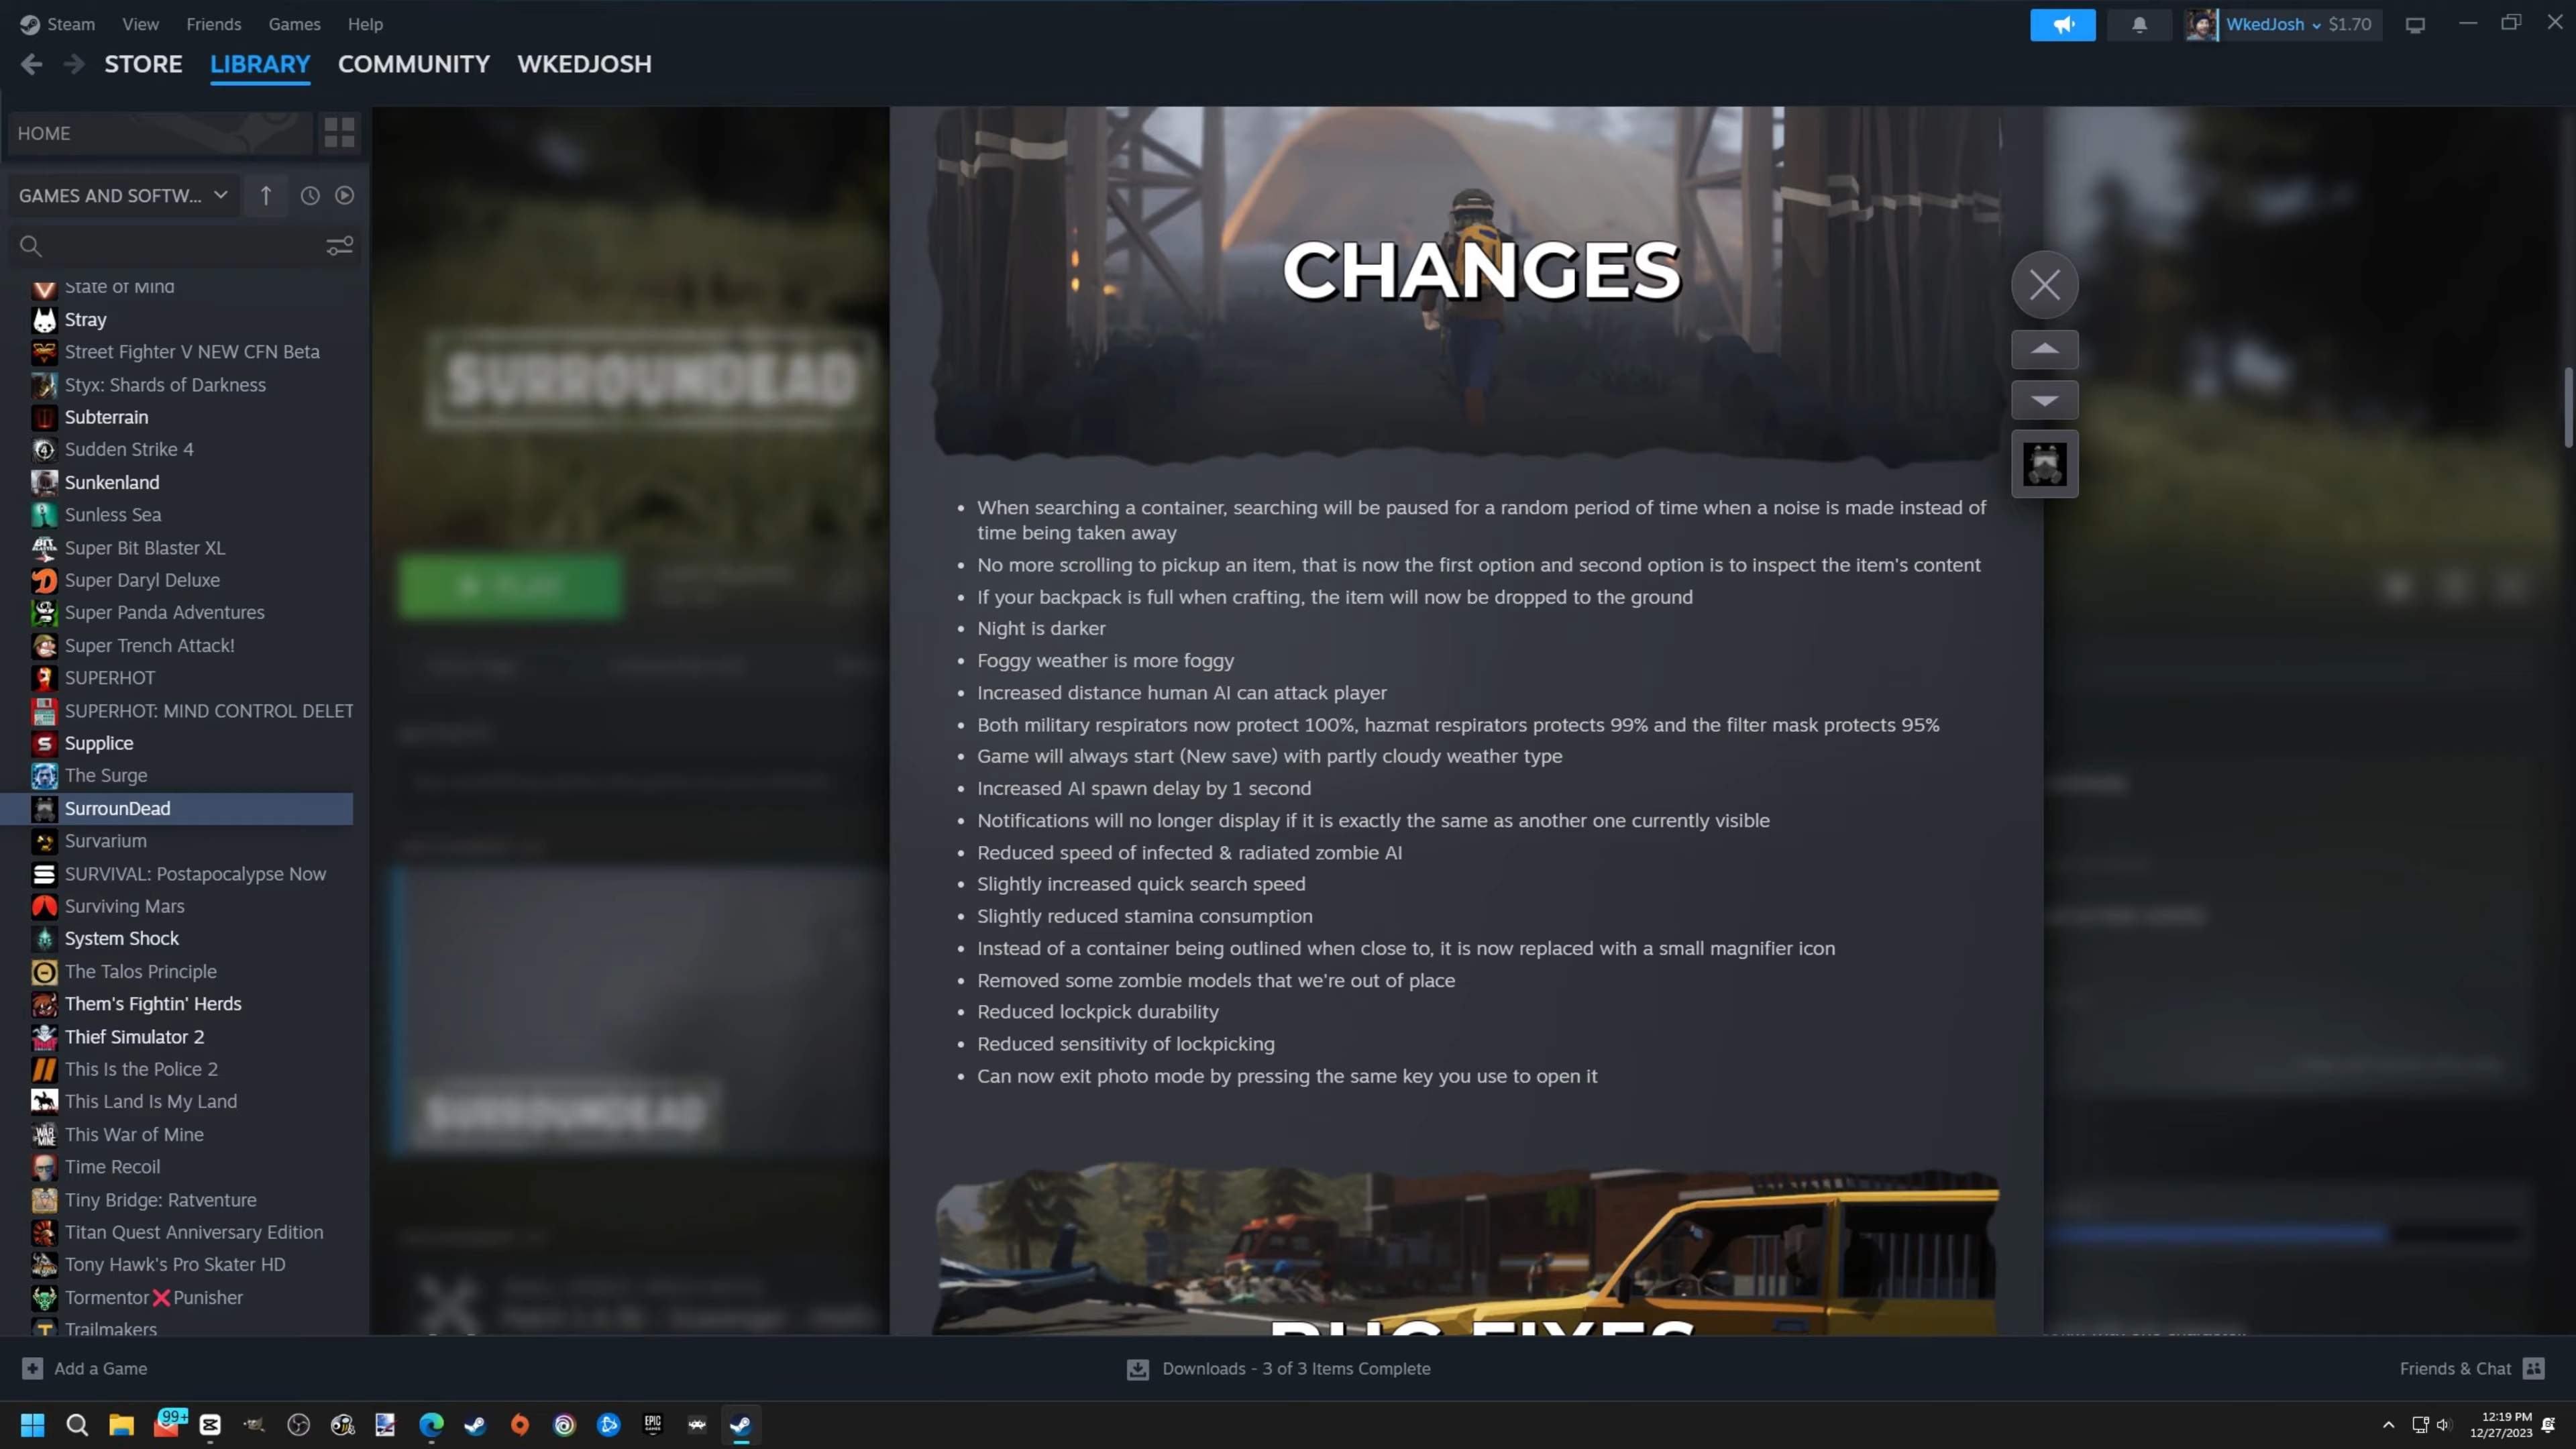 Steam View Friends Games Help
WkedJosh $1.70
STORE LIBRARY COMMUNITY WKEDJOSH
HOME
GAMES AND SOFTW...
State of Mind
Stray
Street Fighter V NEW CFN Beta
Styx: Shards of Darkness
Subterrain
Sudden Strike 4
Sunkenland
Sunless Sea
Super Bit Blaster XL
Super Daryl Deluxe
Super Panda Adventures
Super Trench Attack!
SUPERHOT
SUPERHOT: MIND CONTROL DELET
Supplice
The Surge
SurrounDead
Survarium
SURVIVAL: Postapocalypse Now
Surviving Mars
System Shock
The Talos Principle
Them's Fightin' Herds
Thief Simulator 2
This Is the Police 2
This Land Is My Land
This War of Mine
Time Recoil
Tiny Bridge: Ratventure
Titan Quest Anniversary Edition
Tony Hawk's Pro Skater HD
Tormentor❌Punisher
Trailmakers
SURROUNDEAD
PLAY
SURROUNDEAD
CHANGES
• When searching a container, searching will be paused for a random period of time when a noise is made instead of
time being taken away
• No more scrolling to pickup an item, that is now the first option and second option is to inspect the item's content
• If your backpack is full when crafting, the item will now be dropped to the ground
• Night is darker
• Foggy weather is more foggy
• Increased distance human AI can attack player
• Both military respirators now protect 100%, hazmat respirators protects 99% and the filter mask protects 95%
• Game will always start (New save) with partly cloudy weather type
• Increased AI spawn delay by 1 second
• Notifications will no longer display if it is exactly the same as another one currently visible
• Reduced speed of infected & radiated zombie AI
• Slightly increased quick search speed
• Slightly reduced stamina consumption
• Instead of a container being outlined when close to, it is now replaced with a small magnifier icon
• Removed some zombie models that we're out of place
• Reduced lockpick durability
• Reduced sensitivity of lockpicking
• Can now exit photo mode by pressing the same key you use to open it
BUG FIXES
Add a Game
Downloads - 3 of 3 Items Complete
Friends & Chat
99+
EPIC GAMES
12:19 PM
12/27/2023